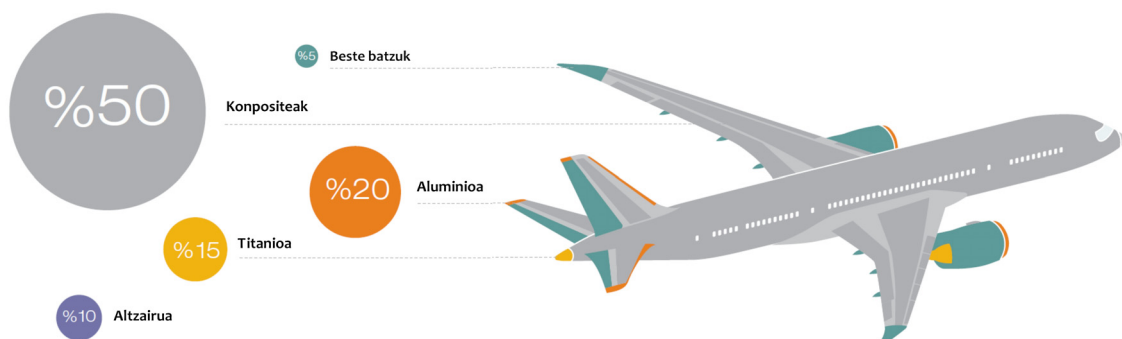 %5 Beste batzuk
%50 Konpositeak
%20 Aluminioa
%15 Titanioa
%10 Altzairua